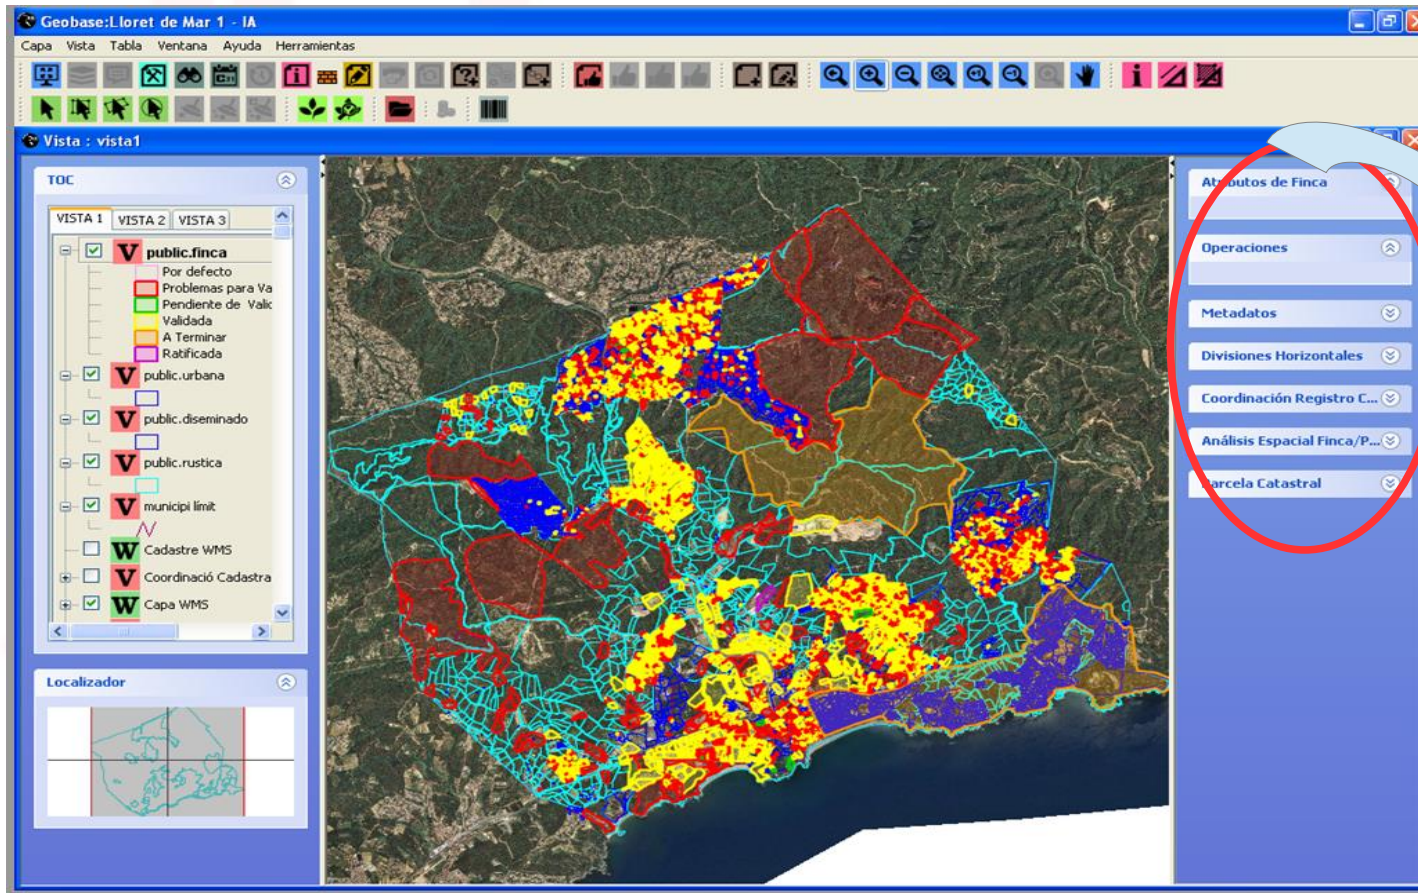 Geobase:Lloret de Mar 1 - IA
Capa Vista Tabla Ventana Ayuda Herramientas
Vista : vista1
TOC
VISTA 1 VISTA 2 VISTA 3
V public.finca
Por defecto
Problemas para Va
Pendiente de Valic
Validada
A Terminar
Ratificada
V public.urbana
V public.diseminado
V public.rustica
V municipi límit
W Cadastre WMS
V Coordinació Cadastra
W Capa WMS
Localizador
Atributos de Finca
Operaciones
Metadatos
Divisiones Horizontales
Coordinación Registro C...
Análisis Espacial Finca/P...
Parcela Catastral